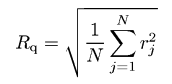 R_q = \sqrt{\frac{1}{N} \sum_{j=1}^{N} r_j^2}